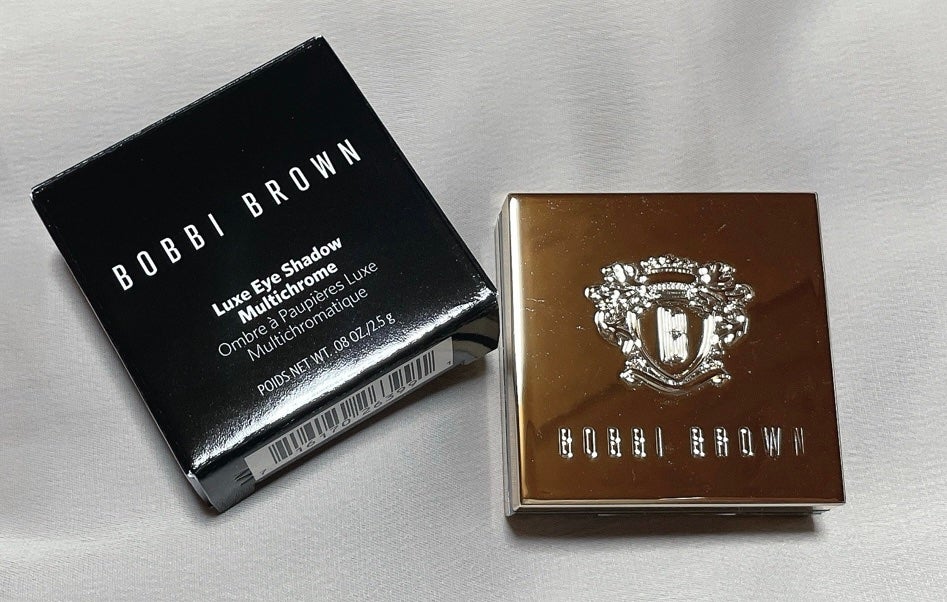 BOBBI BROWN
Luxe Eye Shadow
Multichrome
Ombre à Paupières Luxe
Multichromatique
POIDS NET WT. .08 OZ./2.5 g
BOBBI BROWN